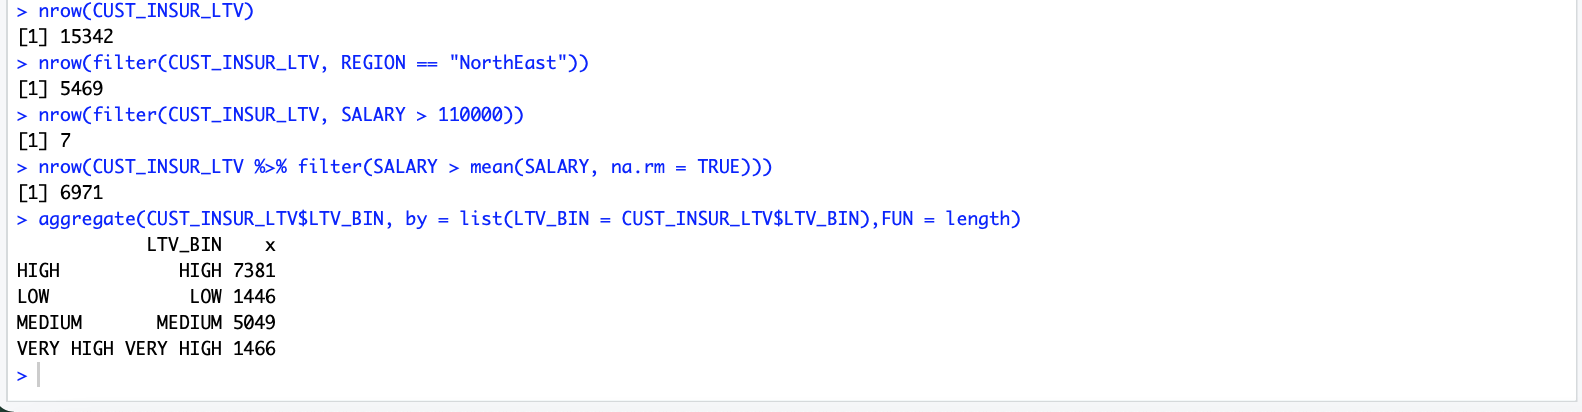 > nrow(CUST_INSUR_LTV)
[1] 15342
> nrow(filter(CUST_INSUR_LTV, REGION == "NorthEast"))
[1] 5469
> nrow(filter(CUST_INSUR_LTV, SALARY > 110000))
[1] 7
> nrow(CUST_INSUR_LTV %>% filter(SALARY > mean(SALARY, na.rm = TRUE)))
[1] 6971
> aggregate(CUST_INSUR_LTV$LTV_BIN, by = list(LTV_BIN = CUST_INSUR_LTV$LTV_BIN),FUN = length)
            LTV_BIN    x
HIGH           HIGH 7381
LOW             LOW 1446
MEDIUM       MEDIUM 5049
VERY HIGH VERY HIGH 1466
>